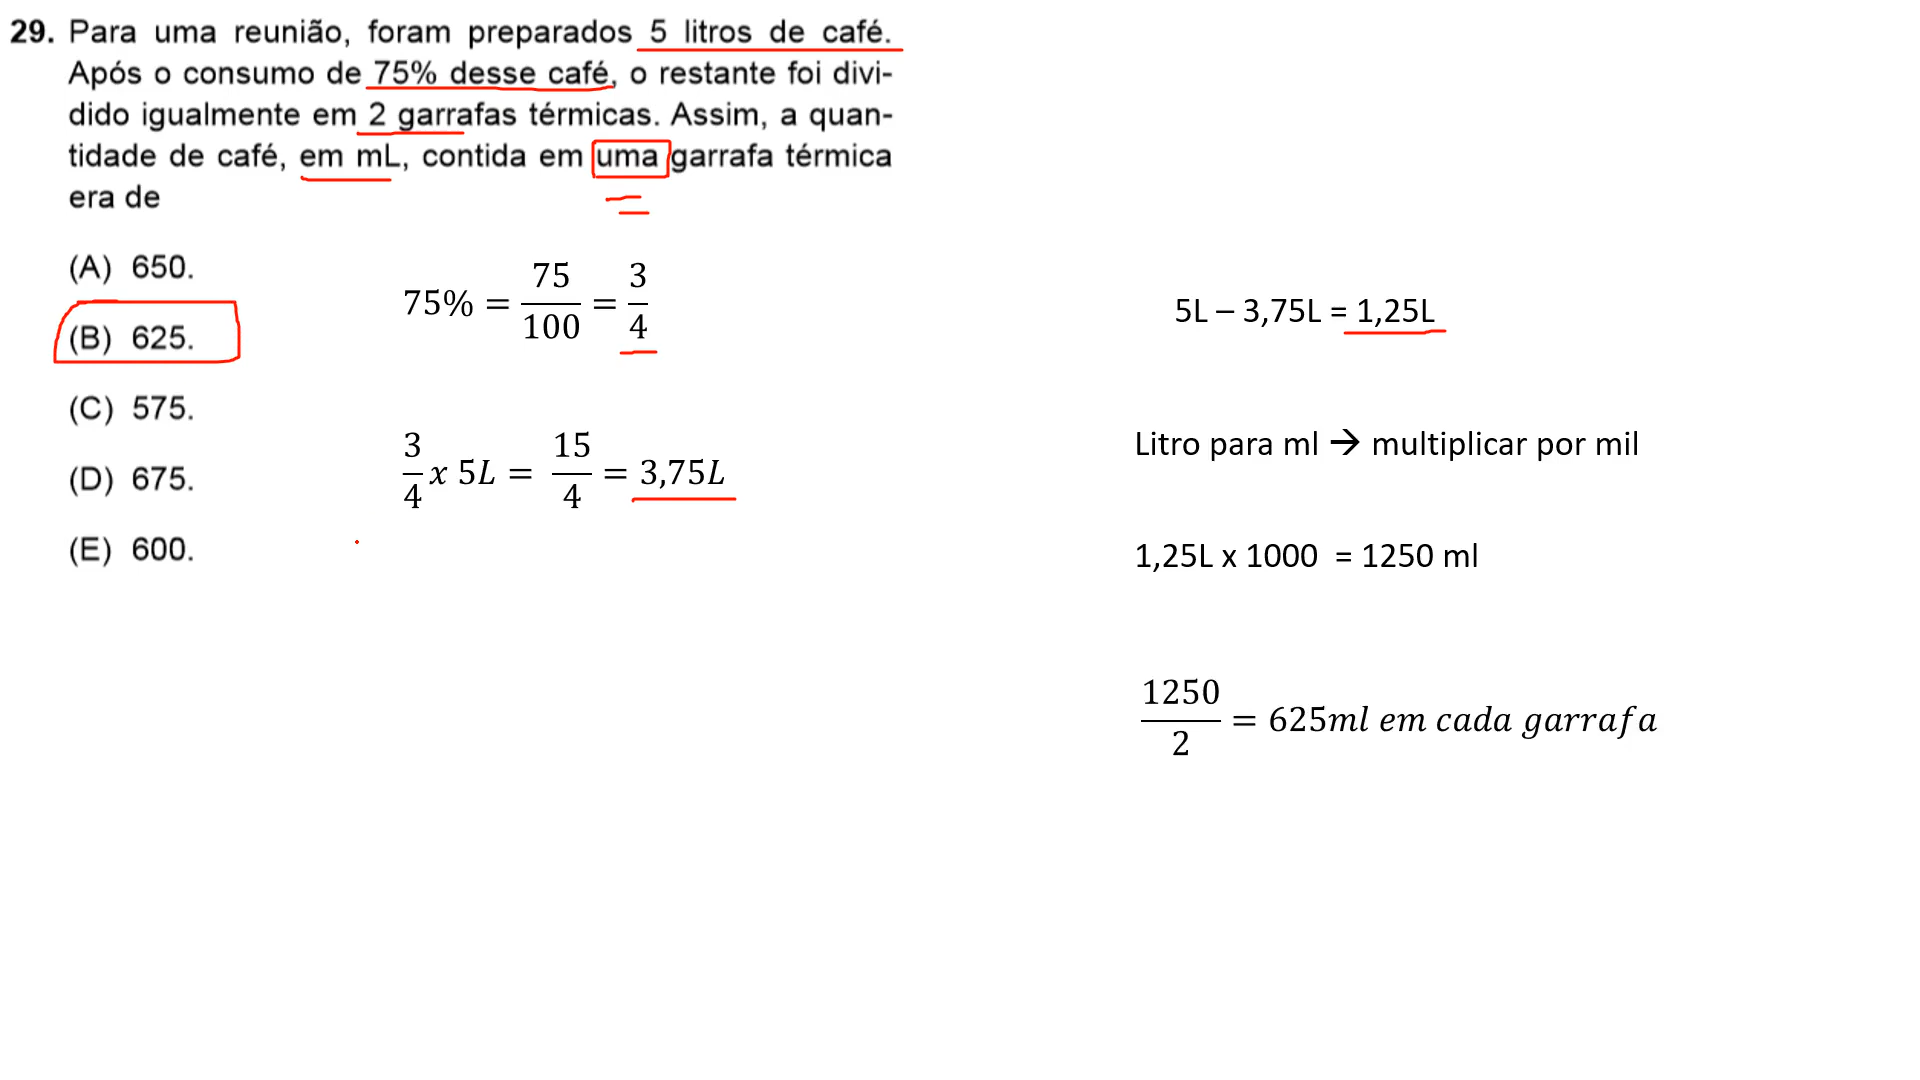 29. Para uma reunião, foram preparados 5 litros de café.
Após o consumo de 75% desse café, o restante foi divi-
dido igualmente em 2 garrafas térmicas. Assim, a quan-
tidade de café, em mL, contida em uma garrafa térmica
era de
(A) 650.
(B) 625.
(C) 575.
(D) 675.
(E) 600.
75% = 75/100 = 3/4
3/4 x 5L = 15/4 = 3,75L
5L – 3,75L = 1,25L
Litro para ml → multiplicar por mil
1,25L x 1000 = 1250 ml
1250/2 = 625ml em cada garrafa